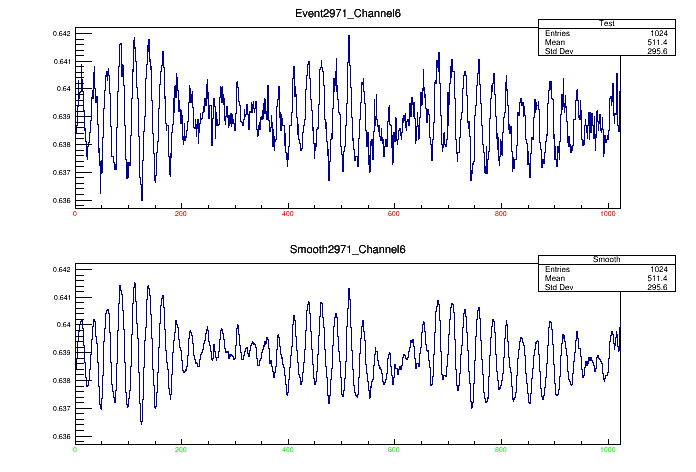 Event2971_Channel6
Test
Entries 1024
Mean 511.4
Std Dev 295.6
0.642
0.641
0.64
0.639
0.638
0.637
0.636
0 200 400 600 800 1000
Smooth2971_Channel6
Smooth
Entries 1024
Mean 511.4
Std Dev 295.6
0.642
0.641
0.64
0.639
0.638
0.637
0.636
0 200 400 600 800 1000